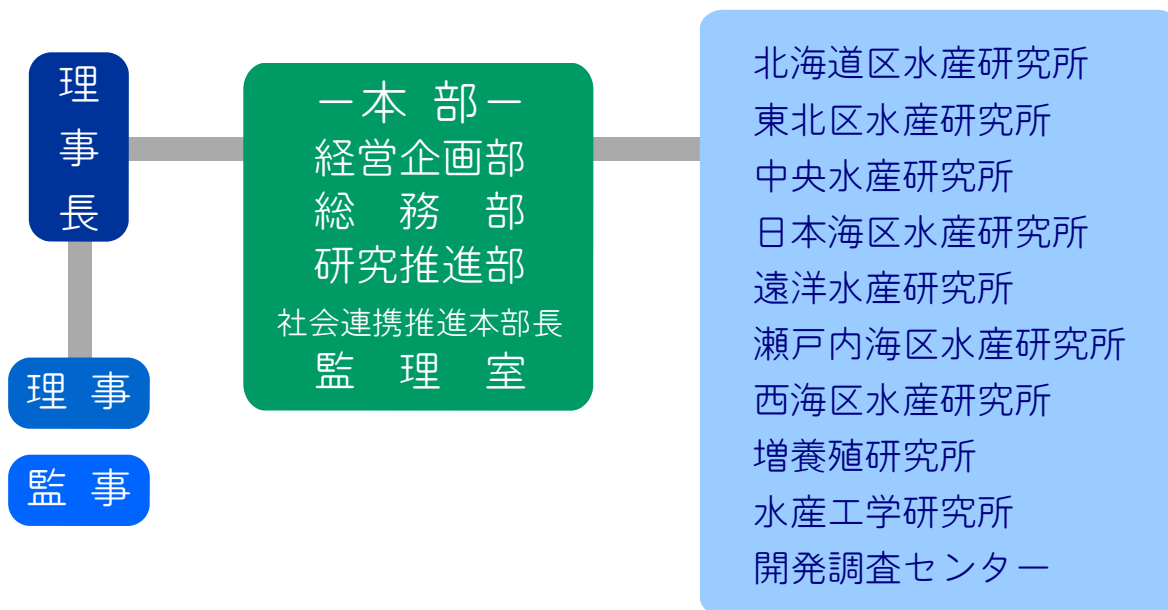 理事長
理 事
監 事
ー本 部ー
経営企画部
総 務 部
研究推進部
社会連携推進本部長
監 理 室
北海道区水産研究所
東北区水産研究所
中央水産研究所
日本海区水産研究所
遠洋水産研究所
瀬戸内海区水産研究所
西海区水産研究所
増養殖研究所
水産工学研究所
開発調査センター